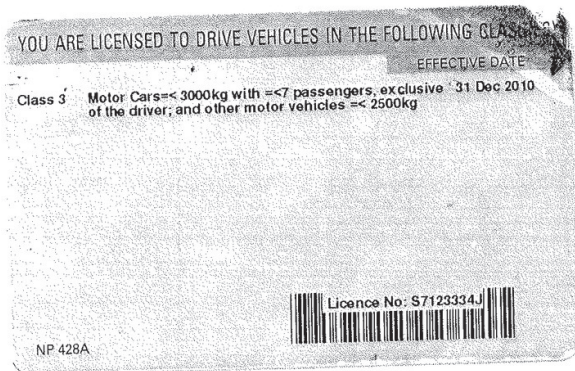 YOU ARE LICENSED TO DRIVE VEHICLES IN THE FOLLOWING
EFFECTIVE DATE
Class 3 Motor Cars=< 3000kg with =<7 passengers, exclusive 31 Dec 2010
of the driver; and other motor vehicles =< 2500kg
Licence No: S7123334J
NP 428A